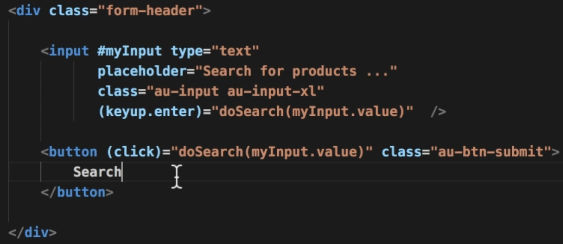 <div class="form-header">
<input #myInput type="text"
placeholder="Search for products ..."
class="au-input au-input-xl"
(keyup.enter)="doSearch(myInput.value)"  />
<button (click)="doSearch(myInput.value)" class="au-btn-submit">
Search
</button>
</div>